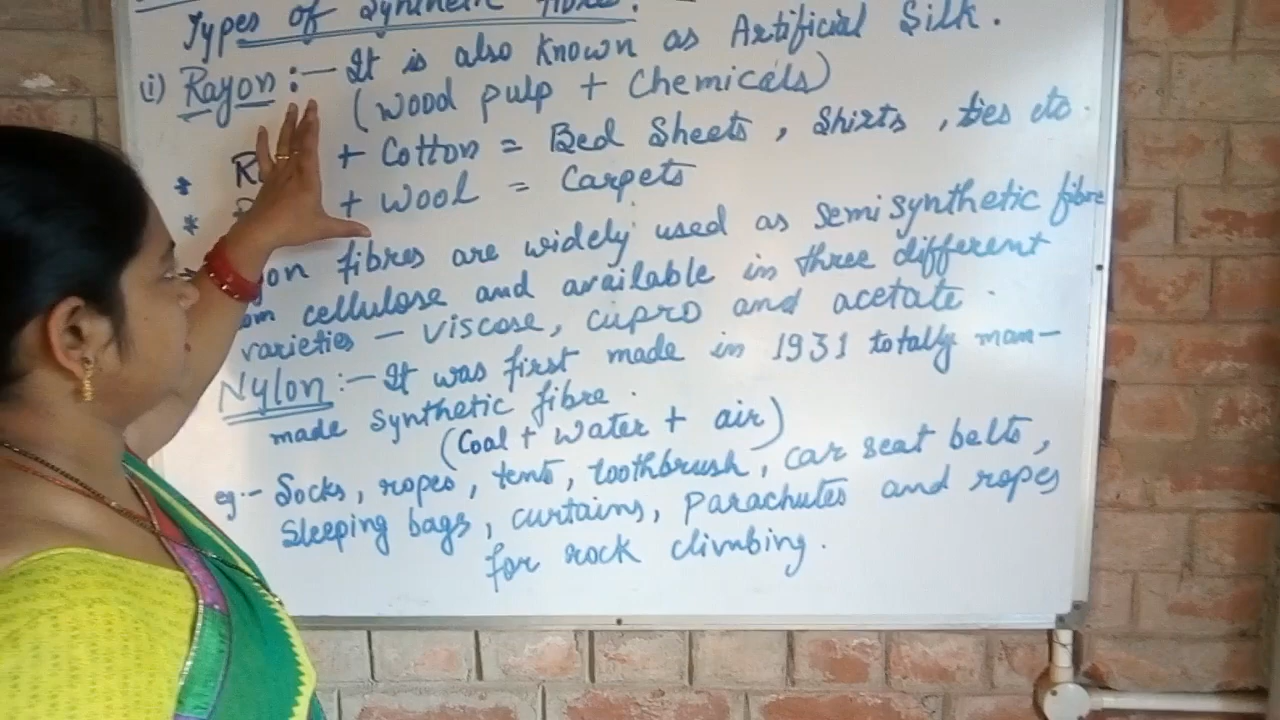 Types of Synthetic fibre.
(i) Rayon :- It is also known as Artificial Silk.
(Wood pulp + Chemicals)
* + Cotton = Bed Sheets, Shirts, ties etc.
* + Wool = Carpets
fibres are widely used as semi synthetic fibre
cellulose and available in three different
varieties - viscose, cupro and acetate.
Nylon :- It was first made in 1931 totally man-
made synthetic fibre.
(Coal + Water + air)
eg:- Socks, ropes, tents, toothbrush, car seat belts,
Sleeping bags, curtains, Parachutes and ropes
for rock climbing.